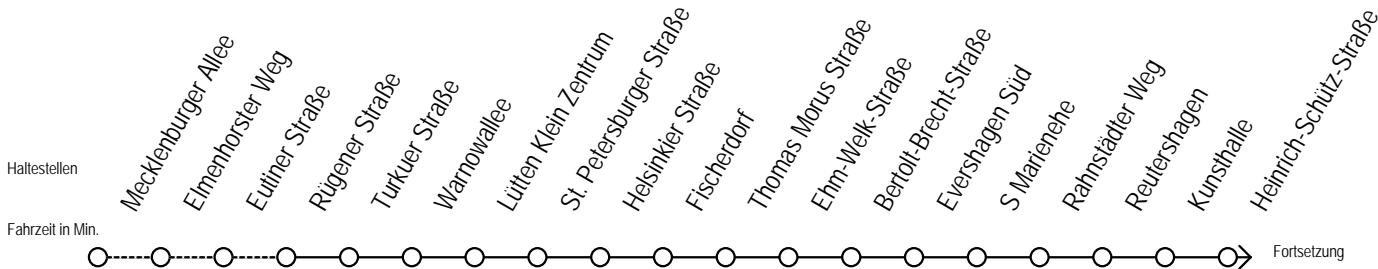 Mecklenburger Allee
Elmenhorster Weg
Eutiner Straße
Rügener Straße
Turkuer Straße
Warnowallee
Lütten Klein Zentrum
St. Petersburger Straße
Helsinkier Straße
Fischerdorf
Thomas Morus Straße
Ehm-Welk-Straße
Bertolt-Brecht-Straße
Evershagen Süd
S Marienehe
Rahnstädter Weg
Reutershagen
Kunsthalle
Heinrich-Schütz-Straße
Haltestellen
Fahrzeit in Min.
Fortsetzung